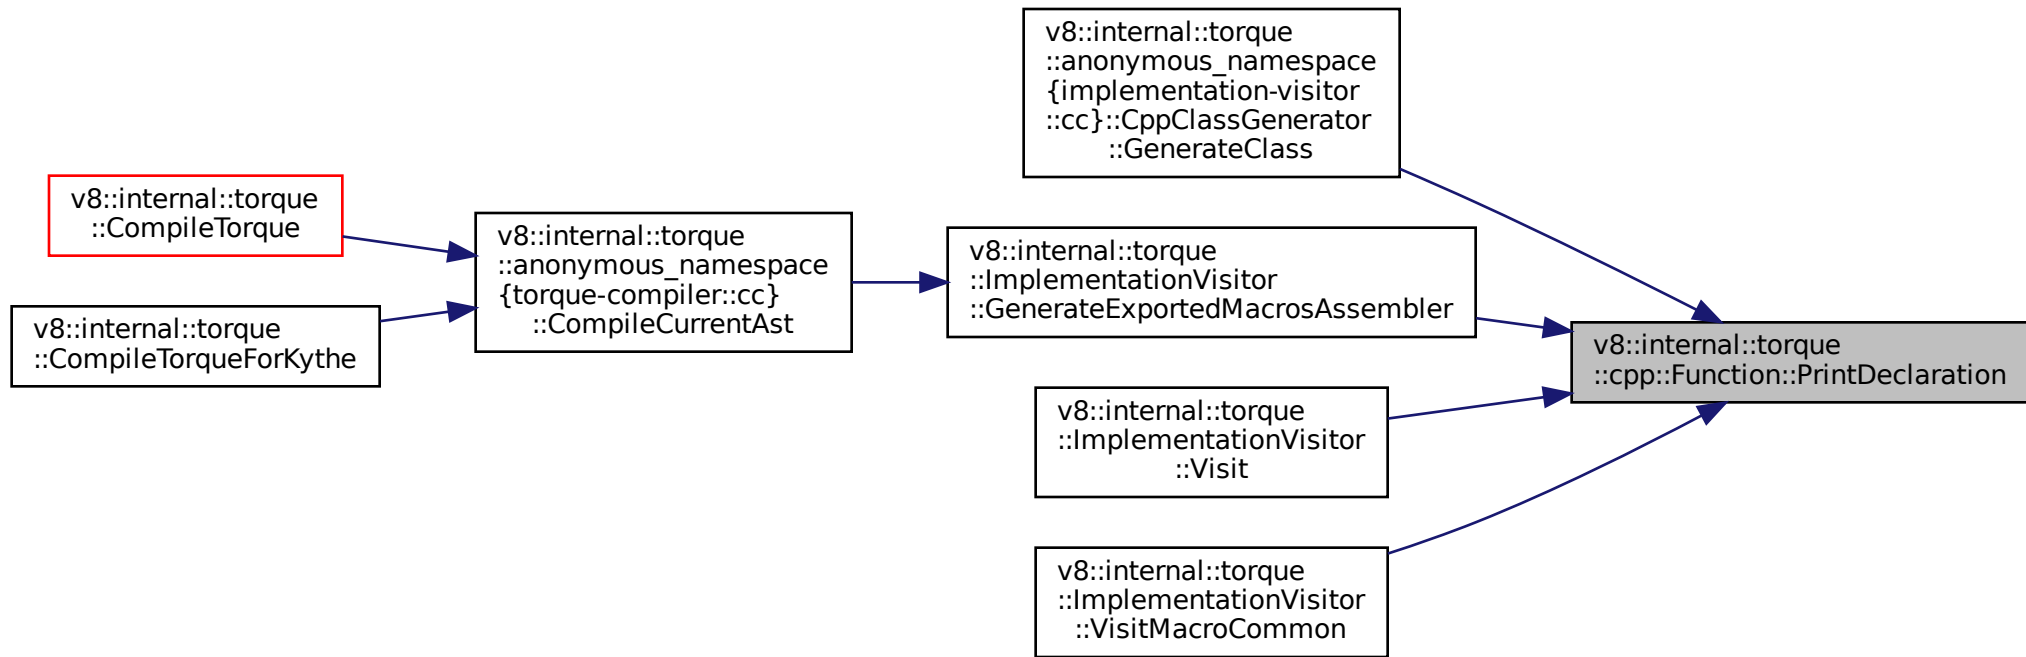 v8::internal::torque
::anonymous_namespace
{implementation-visitor
::cc}::CppClassGenerator
::GenerateClass
v8::internal::torque
::CompileTorque
v8::internal::torque
::anonymous_namespace
{torque-compiler::cc}
::CompileCurrentAst
v8::internal::torque
::ImplementationVisitor
::GenerateExportedMacrosAssembler
v8::internal::torque
::CompileTorqueForKythe
v8::internal::torque
::cpp::Function::PrintDeclaration
v8::internal::torque
::ImplementationVisitor
::Visit
v8::internal::torque
::ImplementationVisitor
::VisitMacroCommon